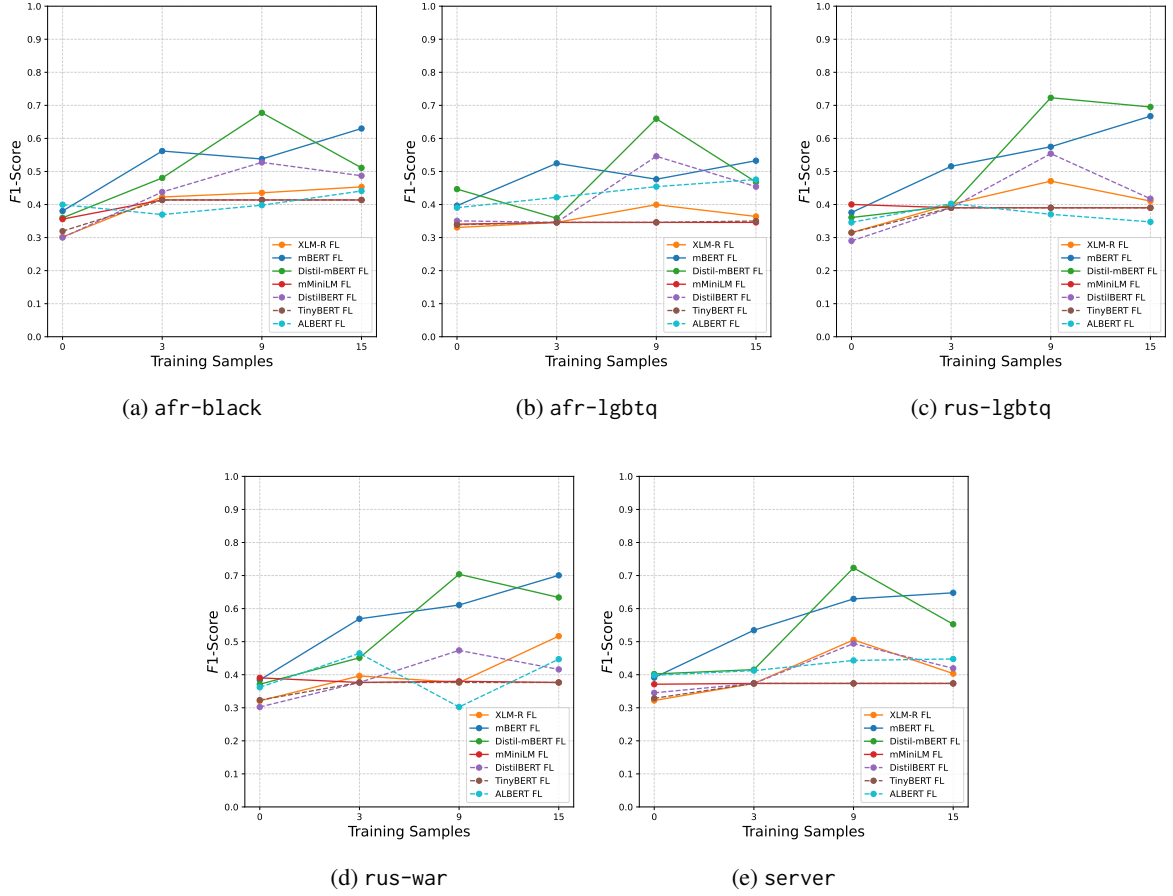 1.0
0.9
0.8
0.7
0.6
0.5
0.4
0.3
0.2
0.1
0.0
F1-Score
0 3 9 15
Training Samples
XLM-R FL
mBERT FL
Distil-mBERT FL
mMiniLM FL
DistilBERT FL
TinyBERT FL
ALBERT FL
(a) afr-black
1.0
0.9
0.8
0.7
0.6
0.5
0.4
0.3
0.2
0.1
0.0
F1-Score
0 3 9 15
Training Samples
XLM-R FL
mBERT FL
Distil-mBERT FL
mMiniLM FL
DistilBERT FL
TinyBERT FL
ALBERT FL
(b) afr-lgbtq
1.0
0.9
0.8
0.7
0.6
0.5
0.4
0.3
0.2
0.1
0.0
F1-Score
0 3 9 15
Training Samples
XLM-R FL
mBERT FL
Distil-mBERT FL
mMiniLM FL
DistilBERT FL
TinyBERT FL
ALBERT FL
(c) rus-lgbtq
1.0
0.9
0.8
0.7
0.6
0.5
0.4
0.3
0.2
0.1
0.0
F1-Score
0 3 9 15
Training Samples
XLM-R FL
mBERT FL
Distil-mBERT FL
mMiniLM FL
DistilBERT FL
TinyBERT FL
ALBERT FL
(d) rus-war
1.0
0.9
0.8
0.7
0.6
0.5
0.4
0.3
0.2
0.1
0.0
F1-Score
0 3 9 15
Training Samples
XLM-R FL
mBERT FL
Distil-mBERT FL
mMiniLM FL
DistilBERT FL
TinyBERT FL
ALBERT FL
(e) server